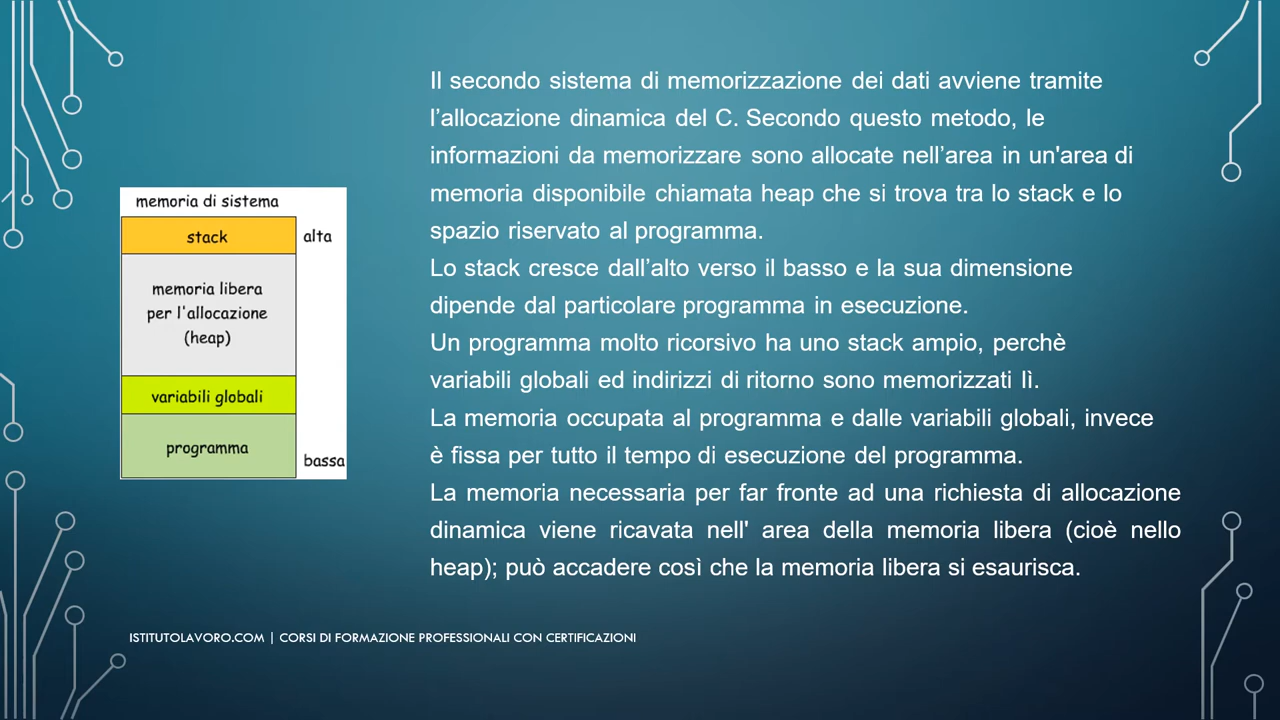 memoria di sistema
stack
alta
memoria libera
per l'allocazione
(heap)
variabili globali
programma
bassa
Il secondo sistema di memorizzazione dei dati avviene tramite
l’allocazione dinamica del C. Secondo questo metodo, le
informazioni da memorizzare sono allocate nell’area in un'area di
memoria disponibile chiamata heap che si trova tra lo stack e lo
spazio riservato al programma.
Lo stack cresce dall’alto verso il basso e la sua dimensione
dipende dal particolare programma in esecuzione.
Un programma molto ricorsivo ha uno stack ampio, perchè
variabili globali ed indirizzi di ritorno sono memorizzati lì.
La memoria occupata al programma e dalle variabili globali, invece
è fissa per tutto il tempo di esecuzione del programma.
La memoria necessaria per far fronte ad una richiesta di allocazione
dinamica viene ricavata nell' area della memoria libera (cioè nello
heap); può accadere così che la memoria libera si esaurisca.
ISTITUTOLAVORO.COM | CORSI DI FORMAZIONE PROFESSIONALI CON CERTIFICAZIONI